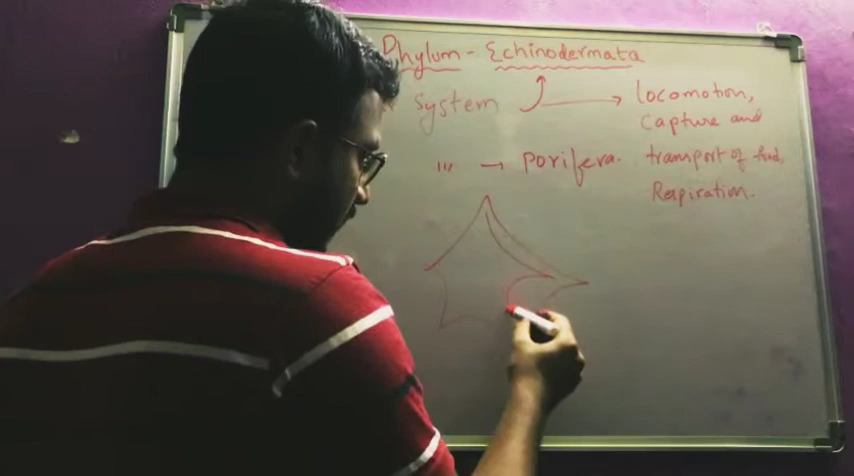 Phylum - Echinodermata
System → locomotion,
capture and
transport of food,
Respiration.
"' → porifera.